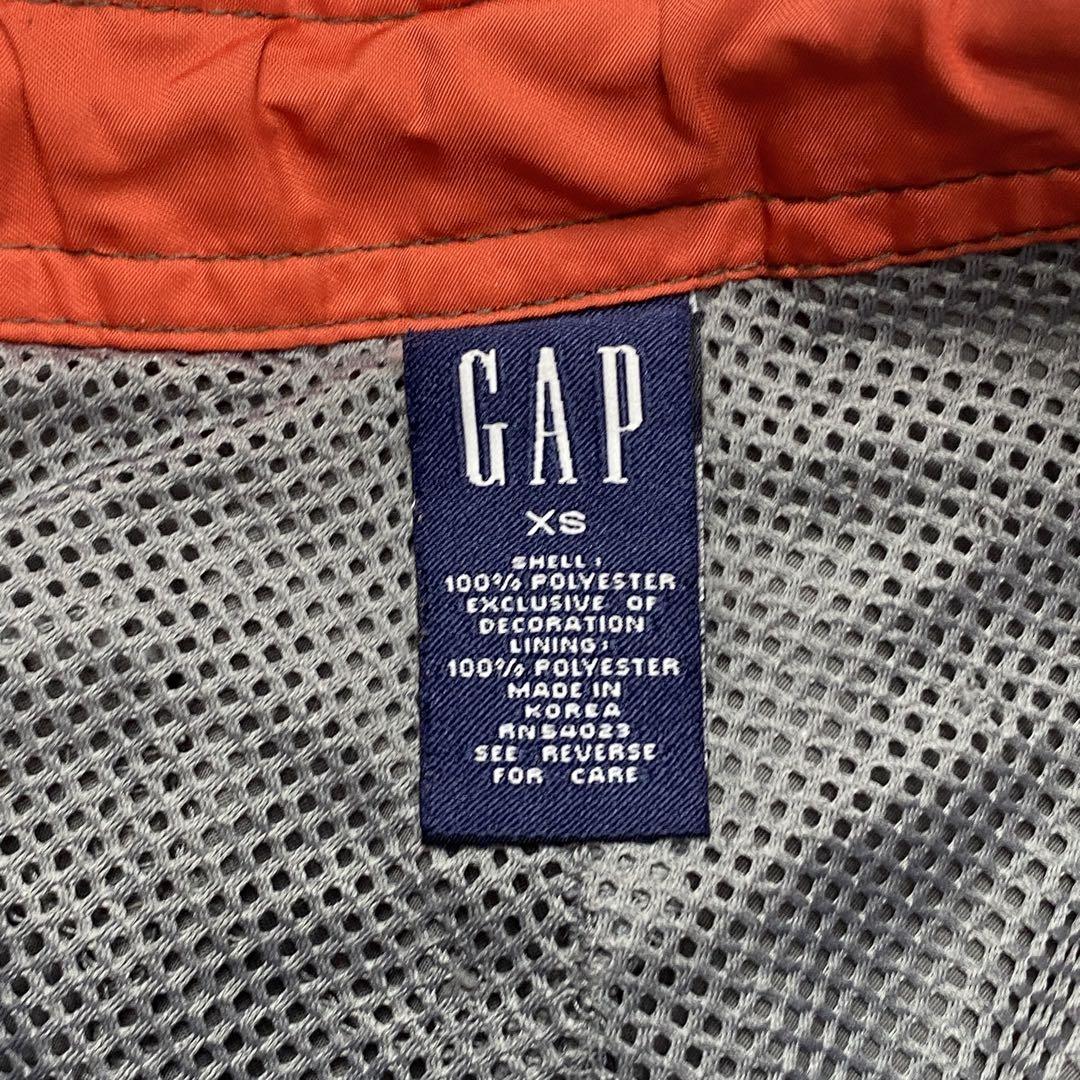 GAP
XS
SHELL:
100% POLYESTER
EXCLUSIVE OF
DECORATION
LINING:
100% POLYESTER
MADE IN
KOREA
RN54023
SEE REVERSE
FOR CARE